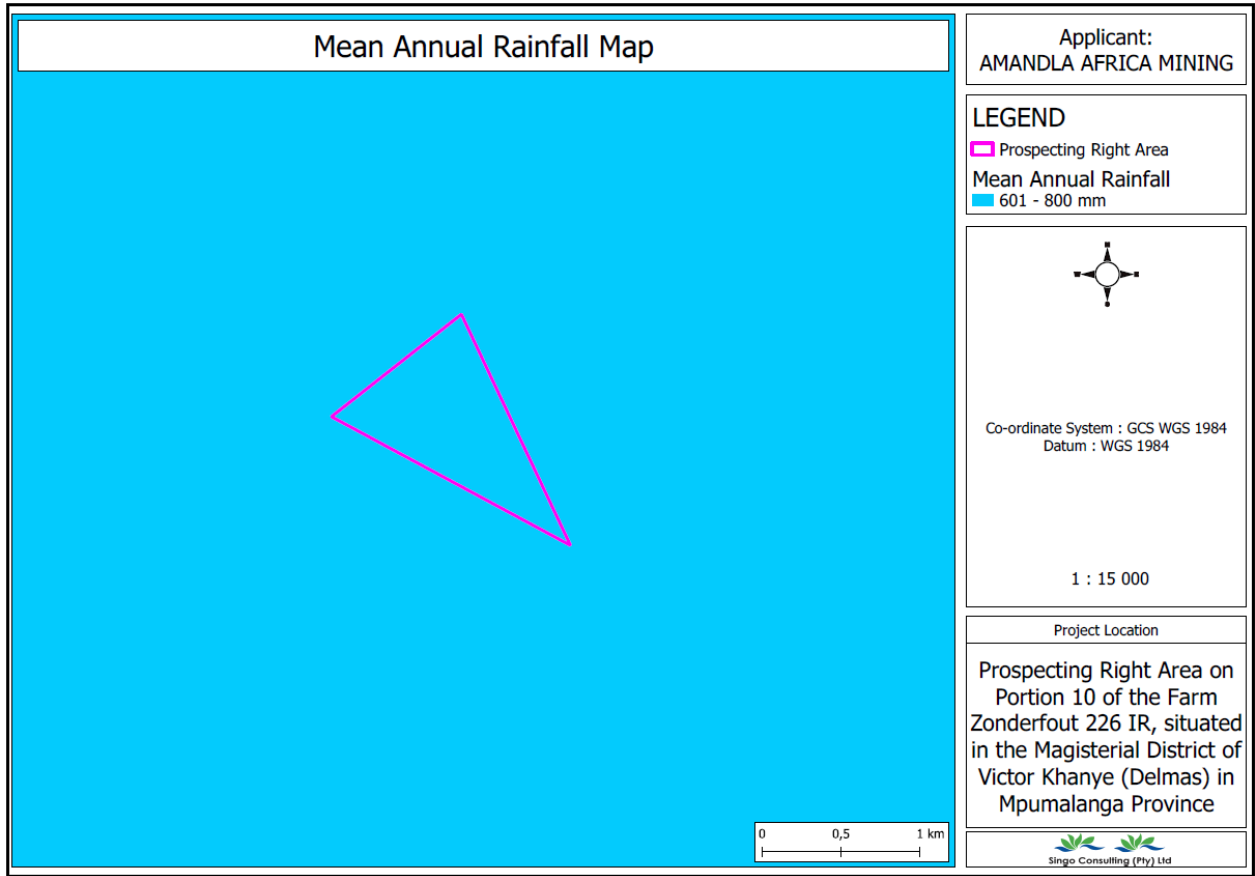 Mean Annual Rainfall Map
Applicant:
AMANDLA AFRICA MINING
LEGEND
Prospecting Right Area
Mean Annual Rainfall
601 - 800 mm
Co-ordinate System : GCS WGS 1984
Datum : WGS 1984
1 : 15 000
Project Location
Prospecting Right Area on
Portion 10 of the Farm
Zonderfout 226 IR, situated
in the Magisterial District of
Victor Khanye (Delmas) in
Mpumalanga Province
0 0,5 1 km
Singo Consulting (Pty) Ltd